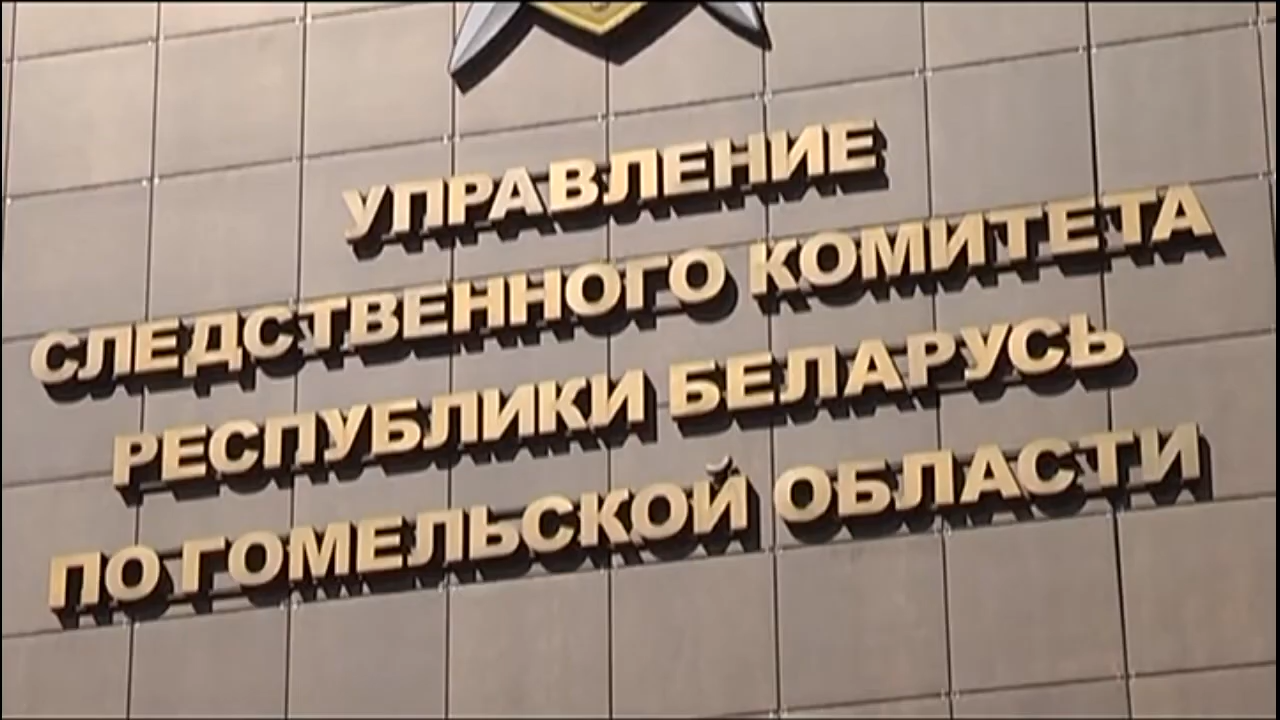 УПРАВЛЕНИЕ
СЛЕДСТВЕННОГО КОМИТЕТА
РЕСПУБЛИКИ БЕЛАРУСЬ
ПО ГОМЕЛЬСКОЙ ОБЛАСТИ